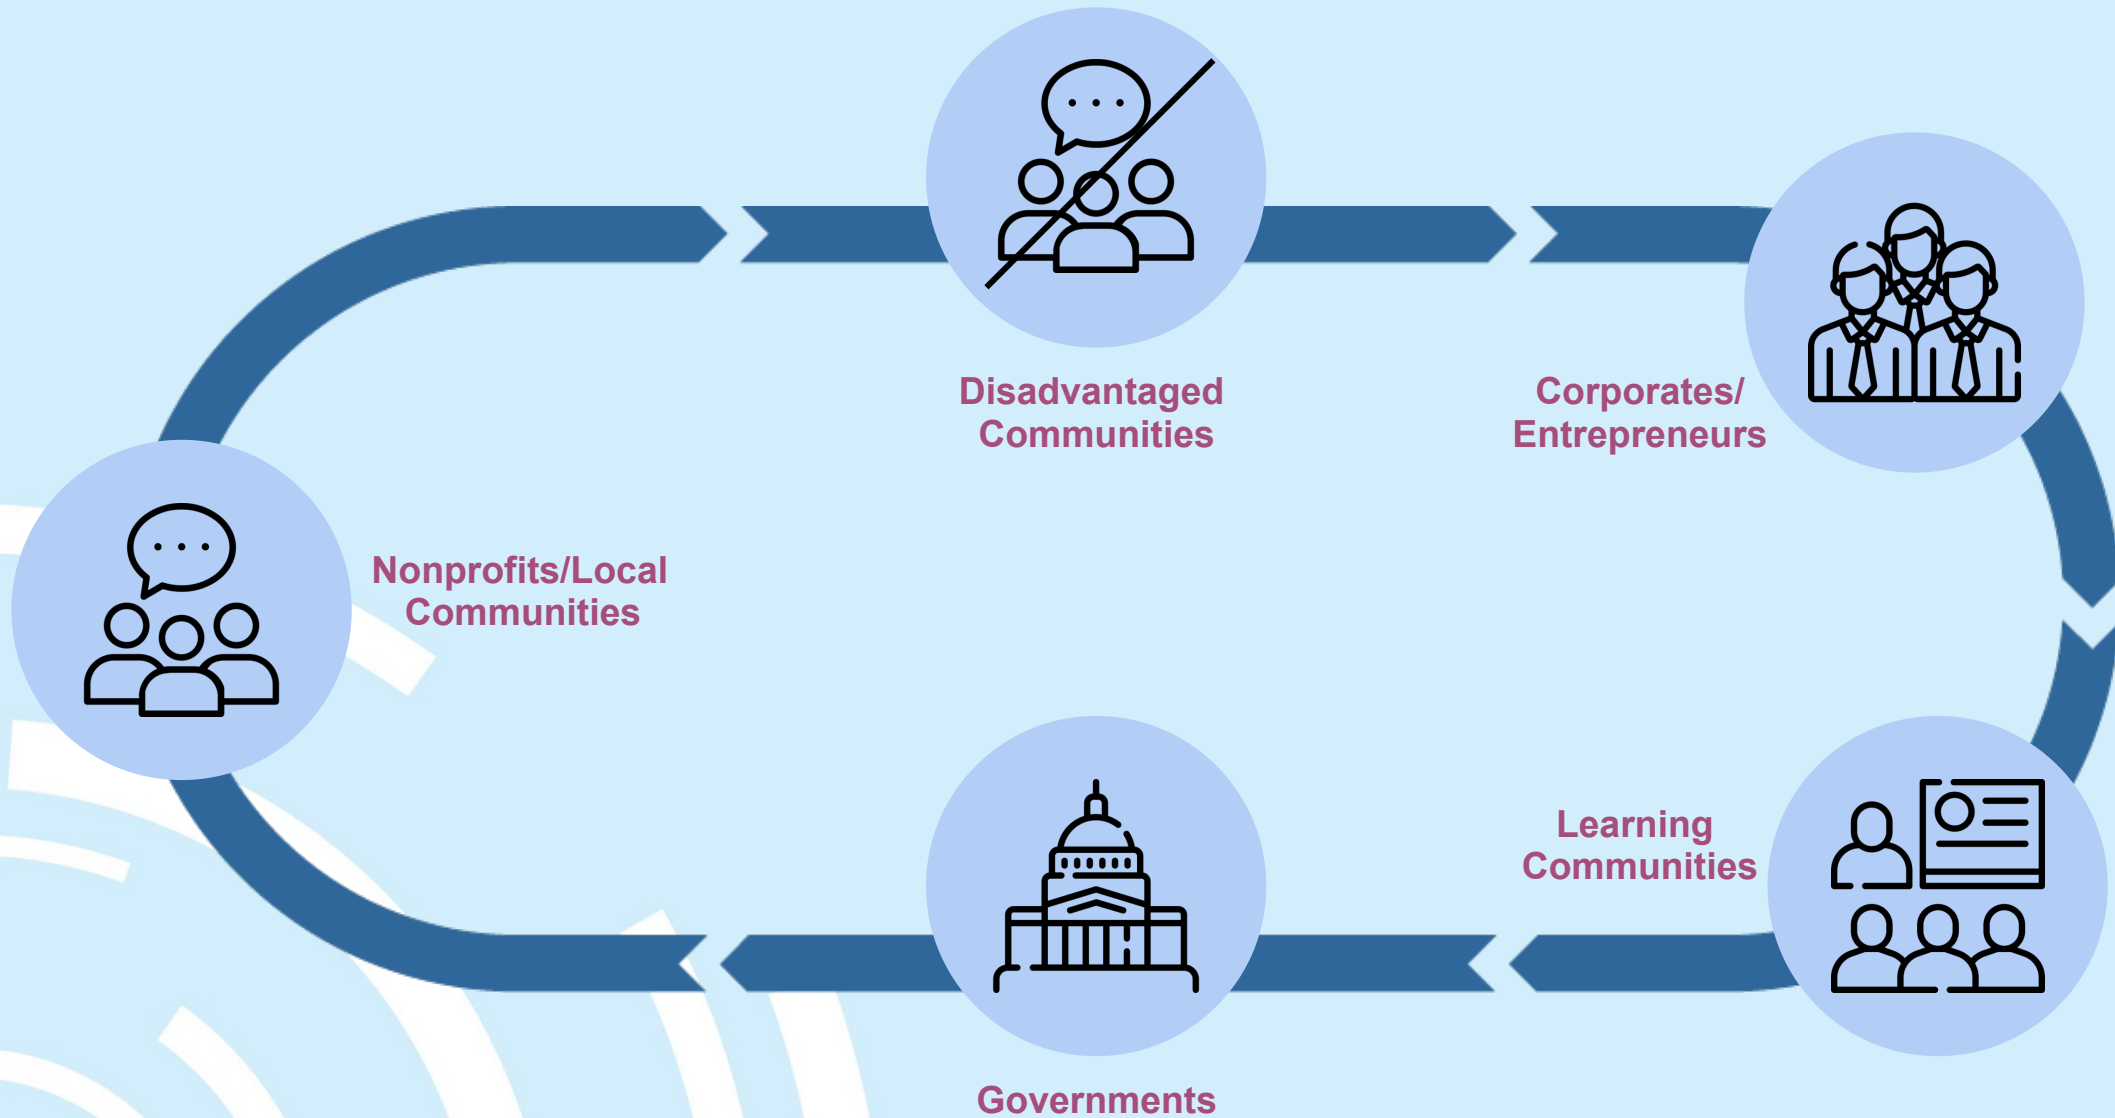 Disadvantaged
Communities
Corporates/
Entrepreneurs
Nonprofits/Local
Communities
Learning
Communities
Governments